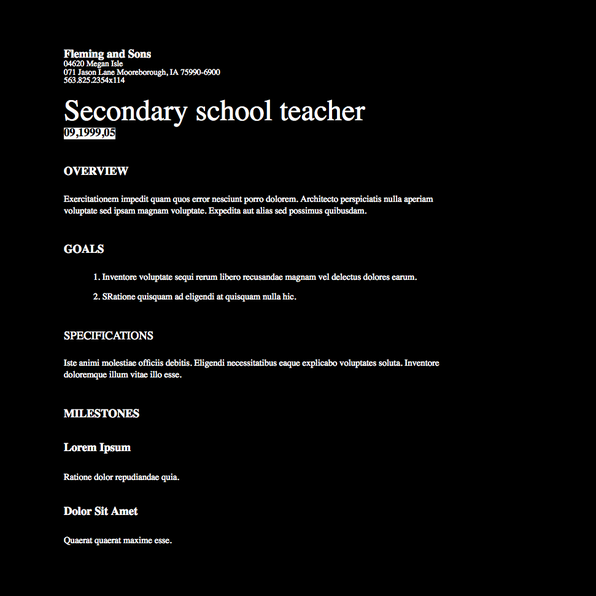 Fleming and Sons
04620 Megan Isle
071 Jason Lane Mooreborough, IA 75990-6900
563.825.2354x114
Secondary school teacher
09,1999,05
OVERVIEW
Exercitationem impedit quam quos error nesciunt porro dolorem. Architecto perspiciatis nulla aperiam
voluptate sed ipsam magnam voluptate. Expedita aut alias sed possimus quibusdam.
GOALS
1. Inventore voluptate sequi rerum libero recusandae magnam vel delectus dolores earum.
2. SRatione quisquam ad eligendi at quisquam nulla hic.
SPECIFICATIONS
Iste animi molestiae officiis debitis. Eligendi necessitatibus eaque explicabo voluptates soluta. Inventore
doloremque illum vitae illo esse.
MILESTONES
Lorem Ipsum
Ratione dolor repudiandae quia.
Dolor Sit Amet
Quaerat quaerat maxime esse.